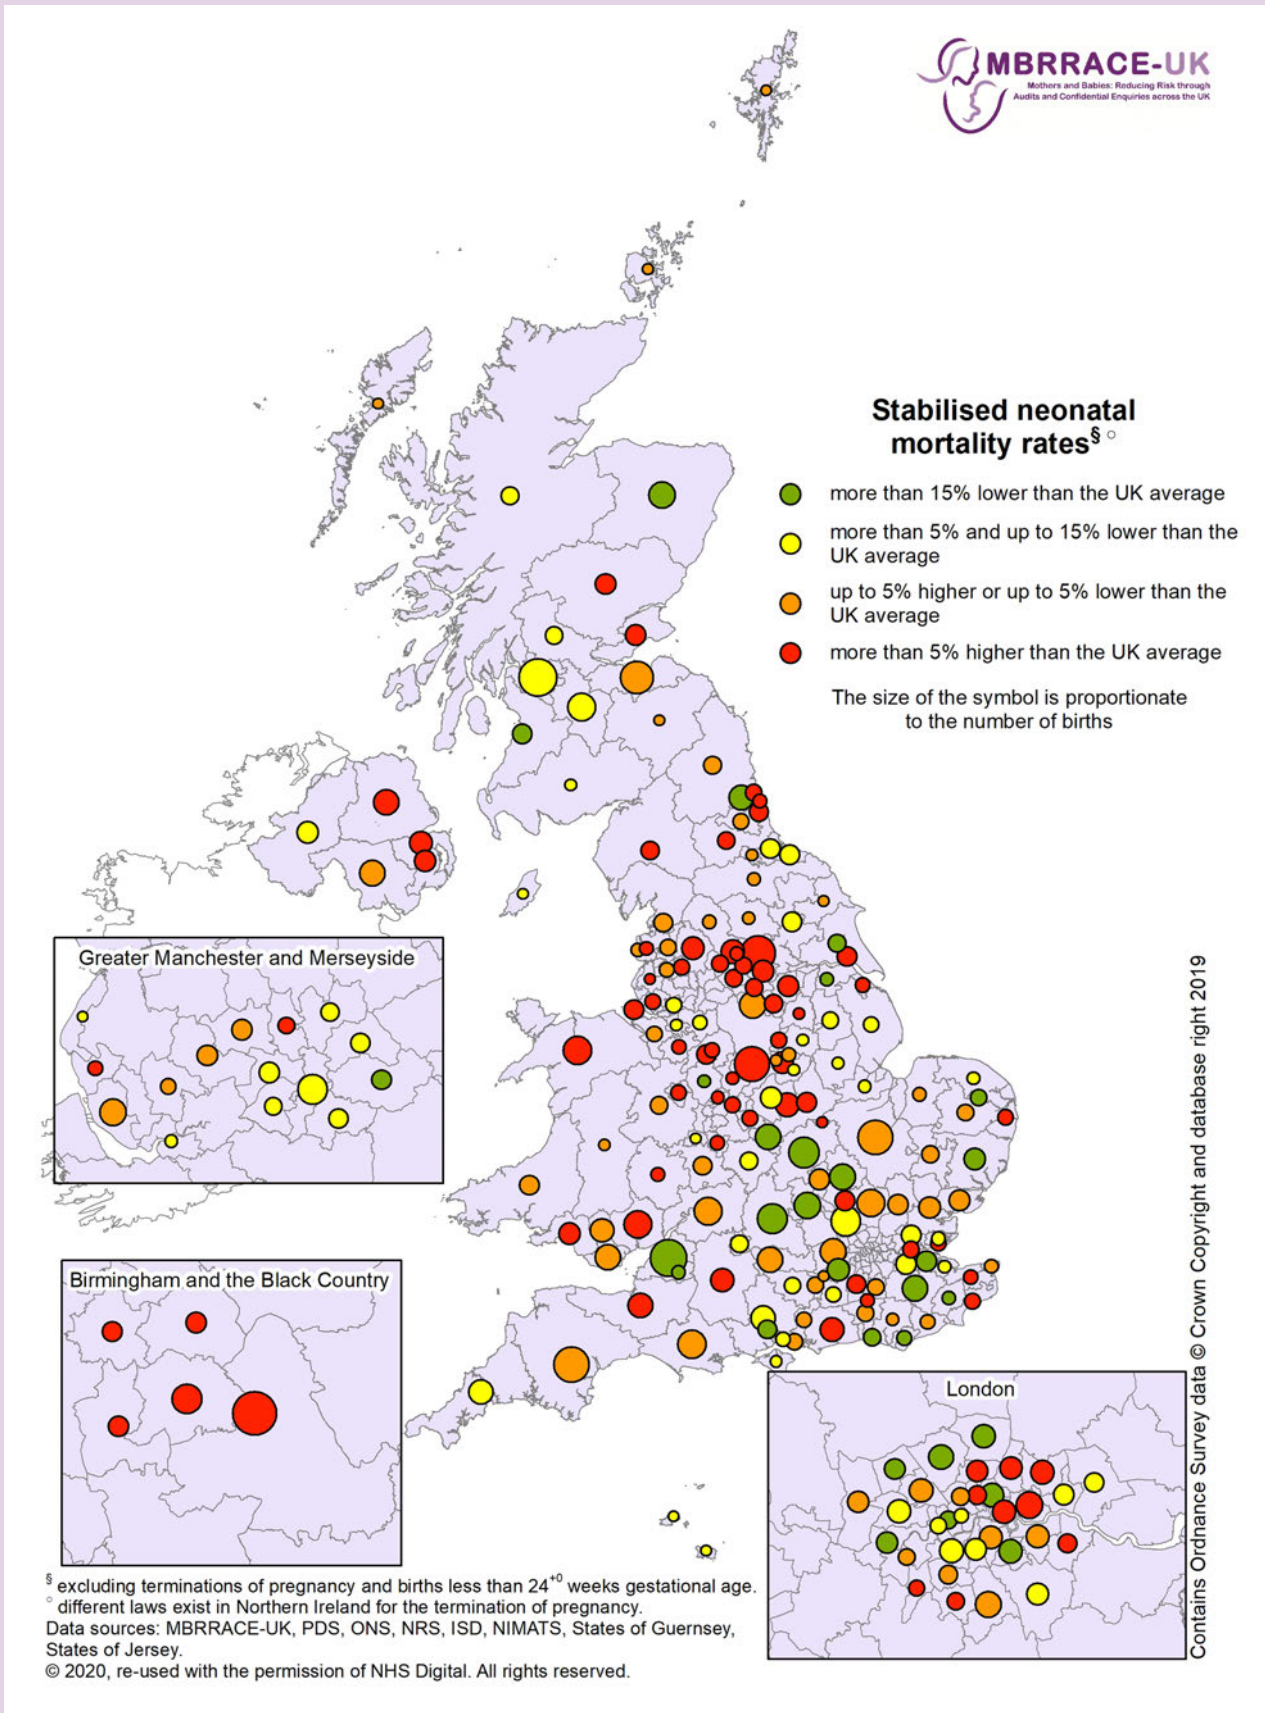 MBRRACE-UK
Mothers and Babies: Reducing Risk through
Audits and Confidential Enquiries across the UK
Stabilised neonatal
mortality rates§ ○
more than 15% lower than the UK average
more than 5% and up to 15% lower than the
UK average
up to 5% higher or up to 5% lower than the
UK average
more than 5% higher than the UK average
The size of the symbol is proportionate
to the number of births
Greater Manchester and Merseyside
Birmingham and the Black Country
London
Contains Ordnance Survey data © Crown Copyright and database right 2019
§ excluding terminations of pregnancy and births less than 24+0 weeks gestational age.
○ different laws exist in Northern Ireland for the termination of pregnancy.
Data sources: MBRRACE-UK, PDS, ONS, NRS, ISD, NIMATS, States of Guernsey,
States of Jersey.
© 2020, re-used with the permission of NHS Digital. All rights reserved.